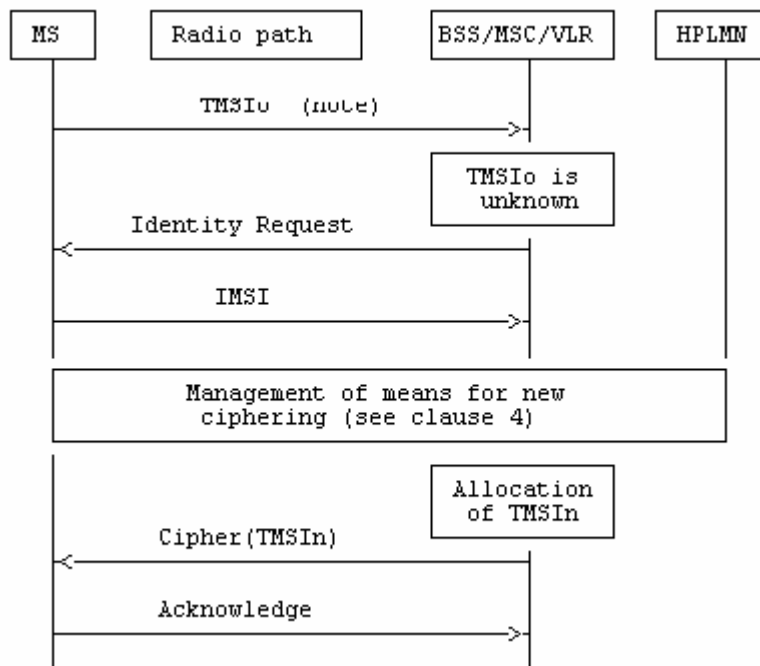 MS Radio path BSS/MSC/VLR HPLMN
TMSIo (note)
TMSIo is
unknown
Identity Request
IMSI
Management of means for new
ciphering (see clause 4)
Allocation
of TMSIn
Cipher(TMSIn)
Acknowledge